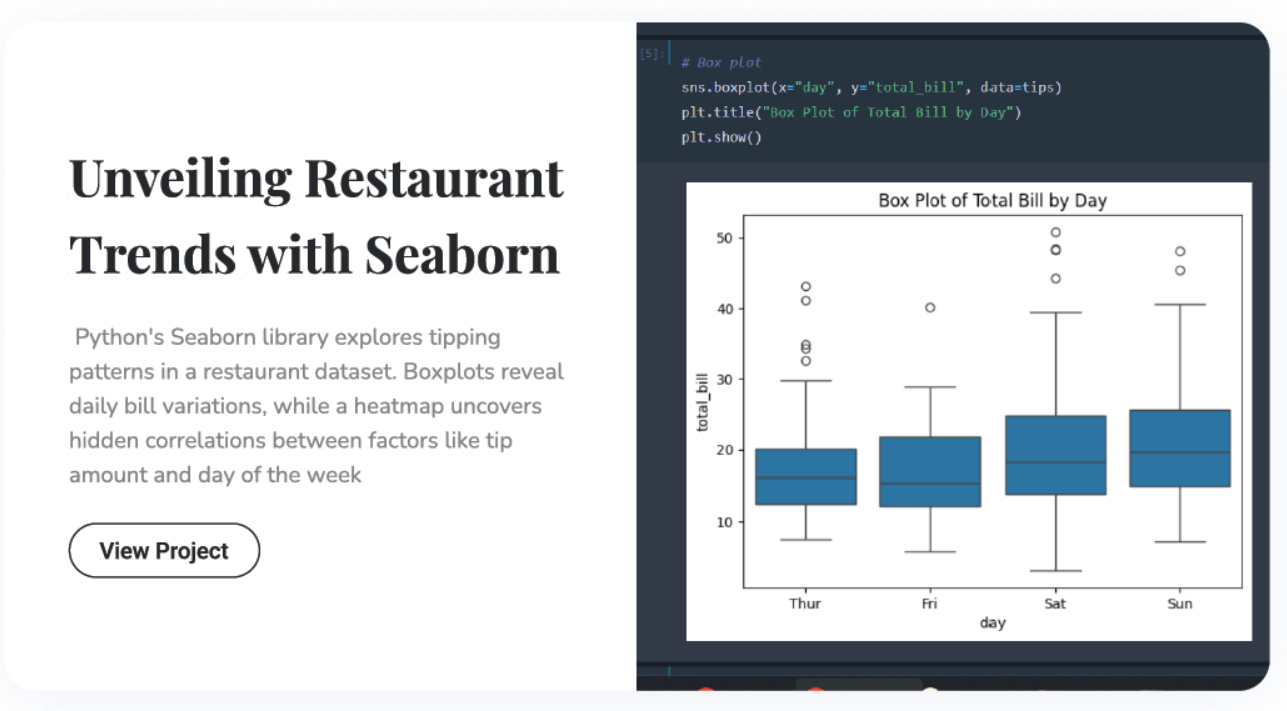 Unveiling Restaurant
Trends with Seaborn
Python's Seaborn library explores tipping
patterns in a restaurant dataset. Boxplots reveal
daily bill variations, while a heatmap uncovers
hidden correlations between factors like tip
amount and day of the week
View Project
[5]:
# Box plot
sns.boxplot(x="day", y="total_bill", data=tips)
plt.title("Box Plot of Total Bill by Day")
plt.show()
Box Plot of Total Bill by Day
50
40
30
20
10
total_bill
Thur Fri Sat Sun
day